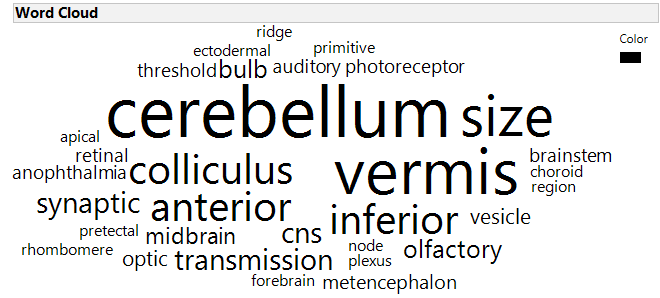 Word Cloud
ridge
Color
ectodermal primitive
threshold bulb auditory photoreceptor
cerebellum size
apical
retinal brainstem
anophthalmia colliculus vermis choroid
region
synaptic anterior inferior vesicle
pretectal midbrain cns
rhombomere node olfactory
optic transmission plexus
forebrain metencephalon